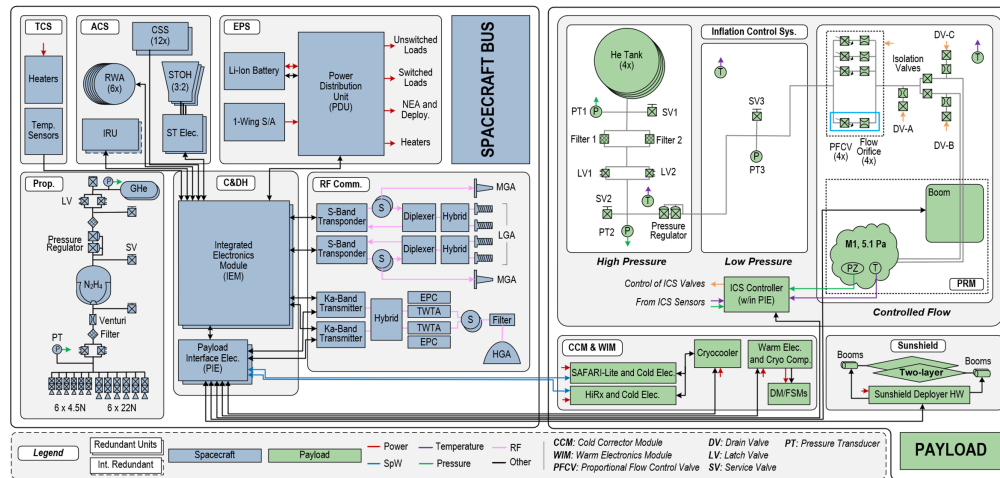 TCS
Heaters
Temp.
Sensors
ACS
CSS
(12x)
RWA
(6x)
STOH
(3:2)
IRU
ST Elec.
EPS
Li-Ion Battery
1-Wing S/A
Power
Distribution
Unit
(PDU)
Unswitched
Loads
Switched
Loads
NEA and
Deploy.
Heaters
SPACECRAFT BUS
Prop.
P
GHe
LV
Pressure
Regulator
SV
N₂H₄
Venturi
Filter
PT
P
6 x 4.5N
6 x 22N
C&DH
Integrated
Electronics
Module
(IEM)
Payload
Interface Elec.
(PIE)
RF Comm.
MGA
S
S-Band
Transponder
Diplexer
Hybrid
LGA
S-Band
Transponder
Diplexer
Hybrid
S
MGA
Ka-Band
Transmitter
Ka-Band
Transmitter
Hybrid
EPC
TWTA
TWTA
EPC
S
Filter
HGA
He Tank
(4x)
PT1
P
SV1
Filter 1
Filter 2
LV1
LV2
T
SV2
PT2
P
Pressure
Regulator
High Pressure
Inflation Control Sys.
T
SV3
P
PT3
Low Pressure
PFCV
(4x)
Flow
Orifice
(4x)
Isolation
Valves
DV-C
T
DV-A
DV-B
Boom
M1, 5.1 Pa
PZ
T
PRM
Controlled Flow
Control of ICS Valves
From ICS Sensors
ICS Controller
(w/in PIE)
CCM & WIM
SAFARI-Lite and Cold Elec.
HiRx and Cold Elec.
Cryocooler
Warm Elec.
and Cryo Comp.
DM/FSMs
Sunshield
Booms
Booms
Two-layer
Sunshield Deployer HW
Legend
Redundant Units
Int. Redundant
Spacecraft
Payload
Power
Temperature
RF
SpW
Pressure
Other
CCM: Cold Corrector Module
WIM: Warm Electronics Module
PFCV: Proportional Flow Control Valve
DV: Drain Valve
LV: Latch Valve
SV: Service Valve
PT: Pressure Transducer
PAYLOAD